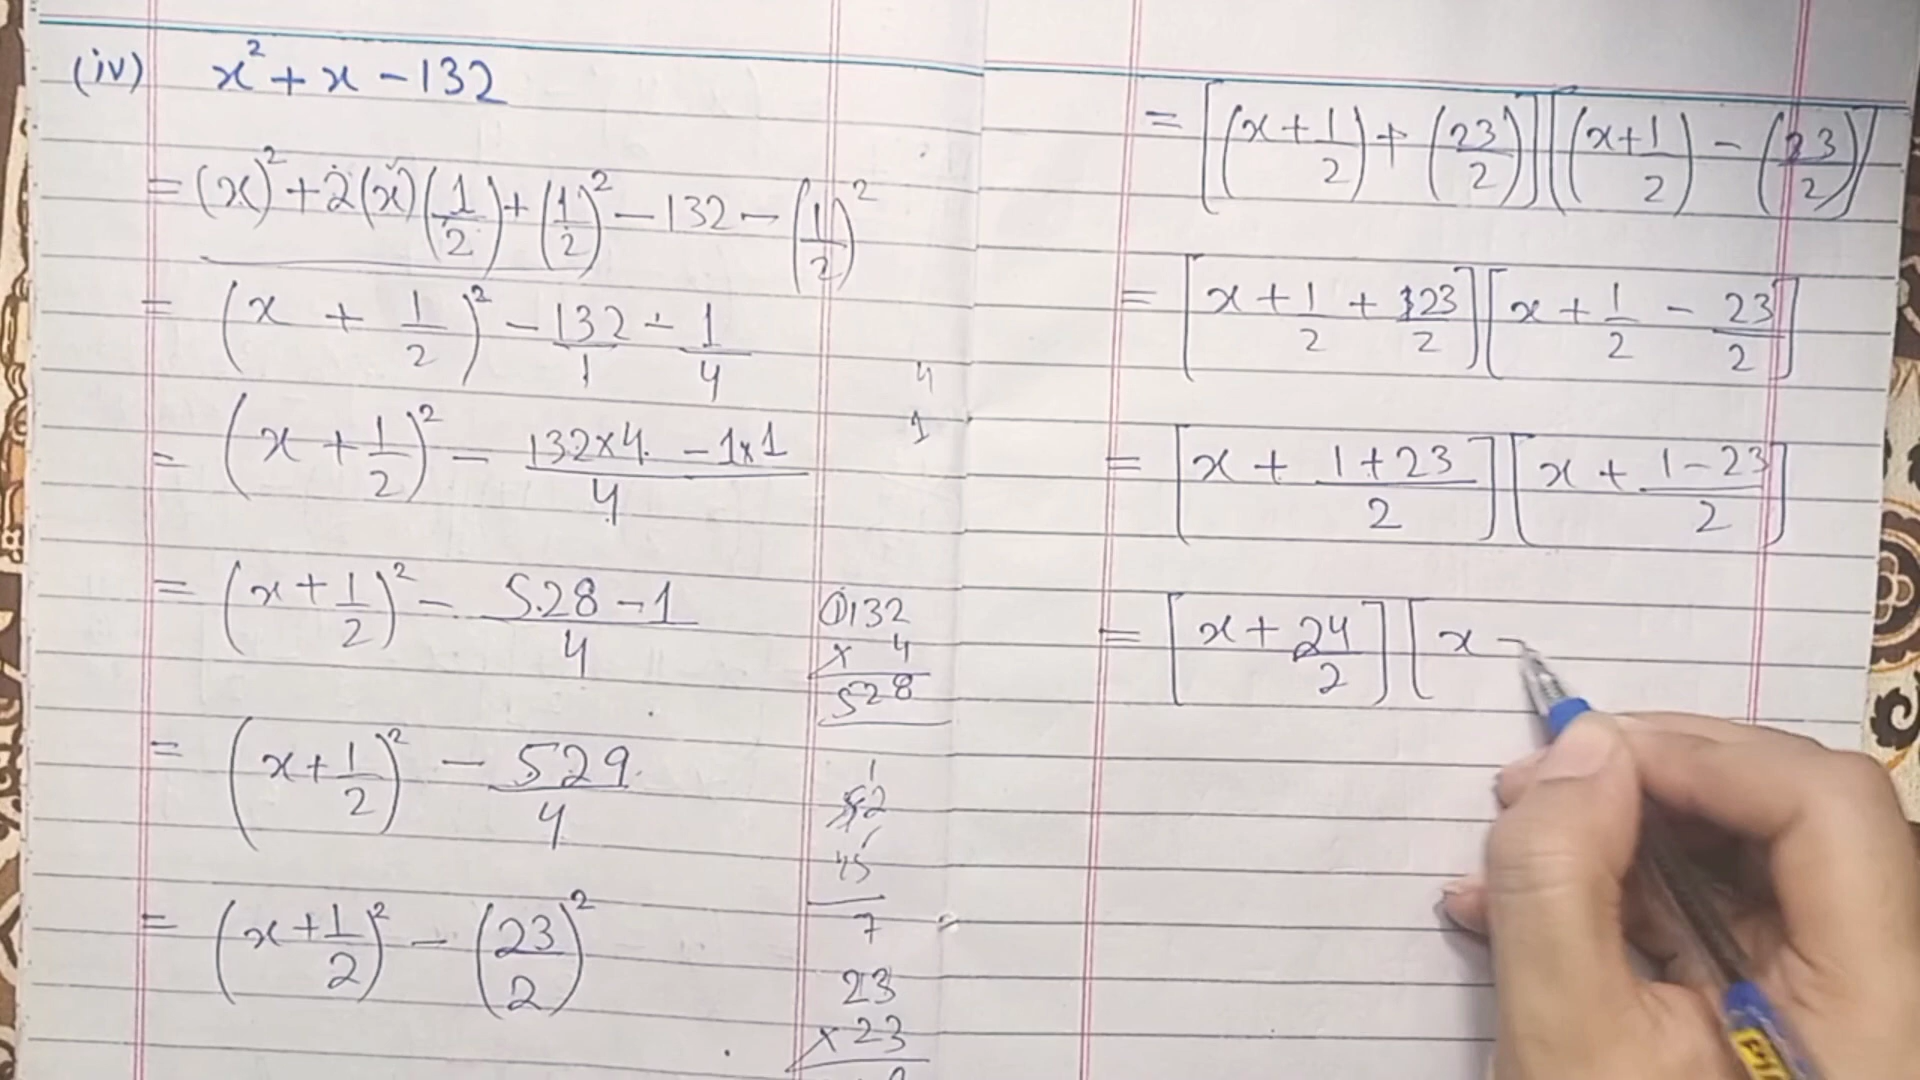 (iv) x² + x - 132
= (x)² + 2(x)(1/2) + (1/2)² - 132 - (1/2)²
= (x + 1/2)² - 132/1 - 1/4
= (x + 1/2)² - 132×4 - 1×1/4
= (x + 1/2)² - 528 - 1/4
= (x + 1/2)² - 529/4
= (x + 1/2)² - (23/2)²
4
1
132
× 4
528
7
23
× 23
= [(x + 1/2) + (23/2)][(x + 1/2) - (23/2)]
= [x + 1/2 + 23/2][x + 1/2 - 23/2]
= [x + 1+23/2][x + 1-23/2]
= [x + 24/2][x -